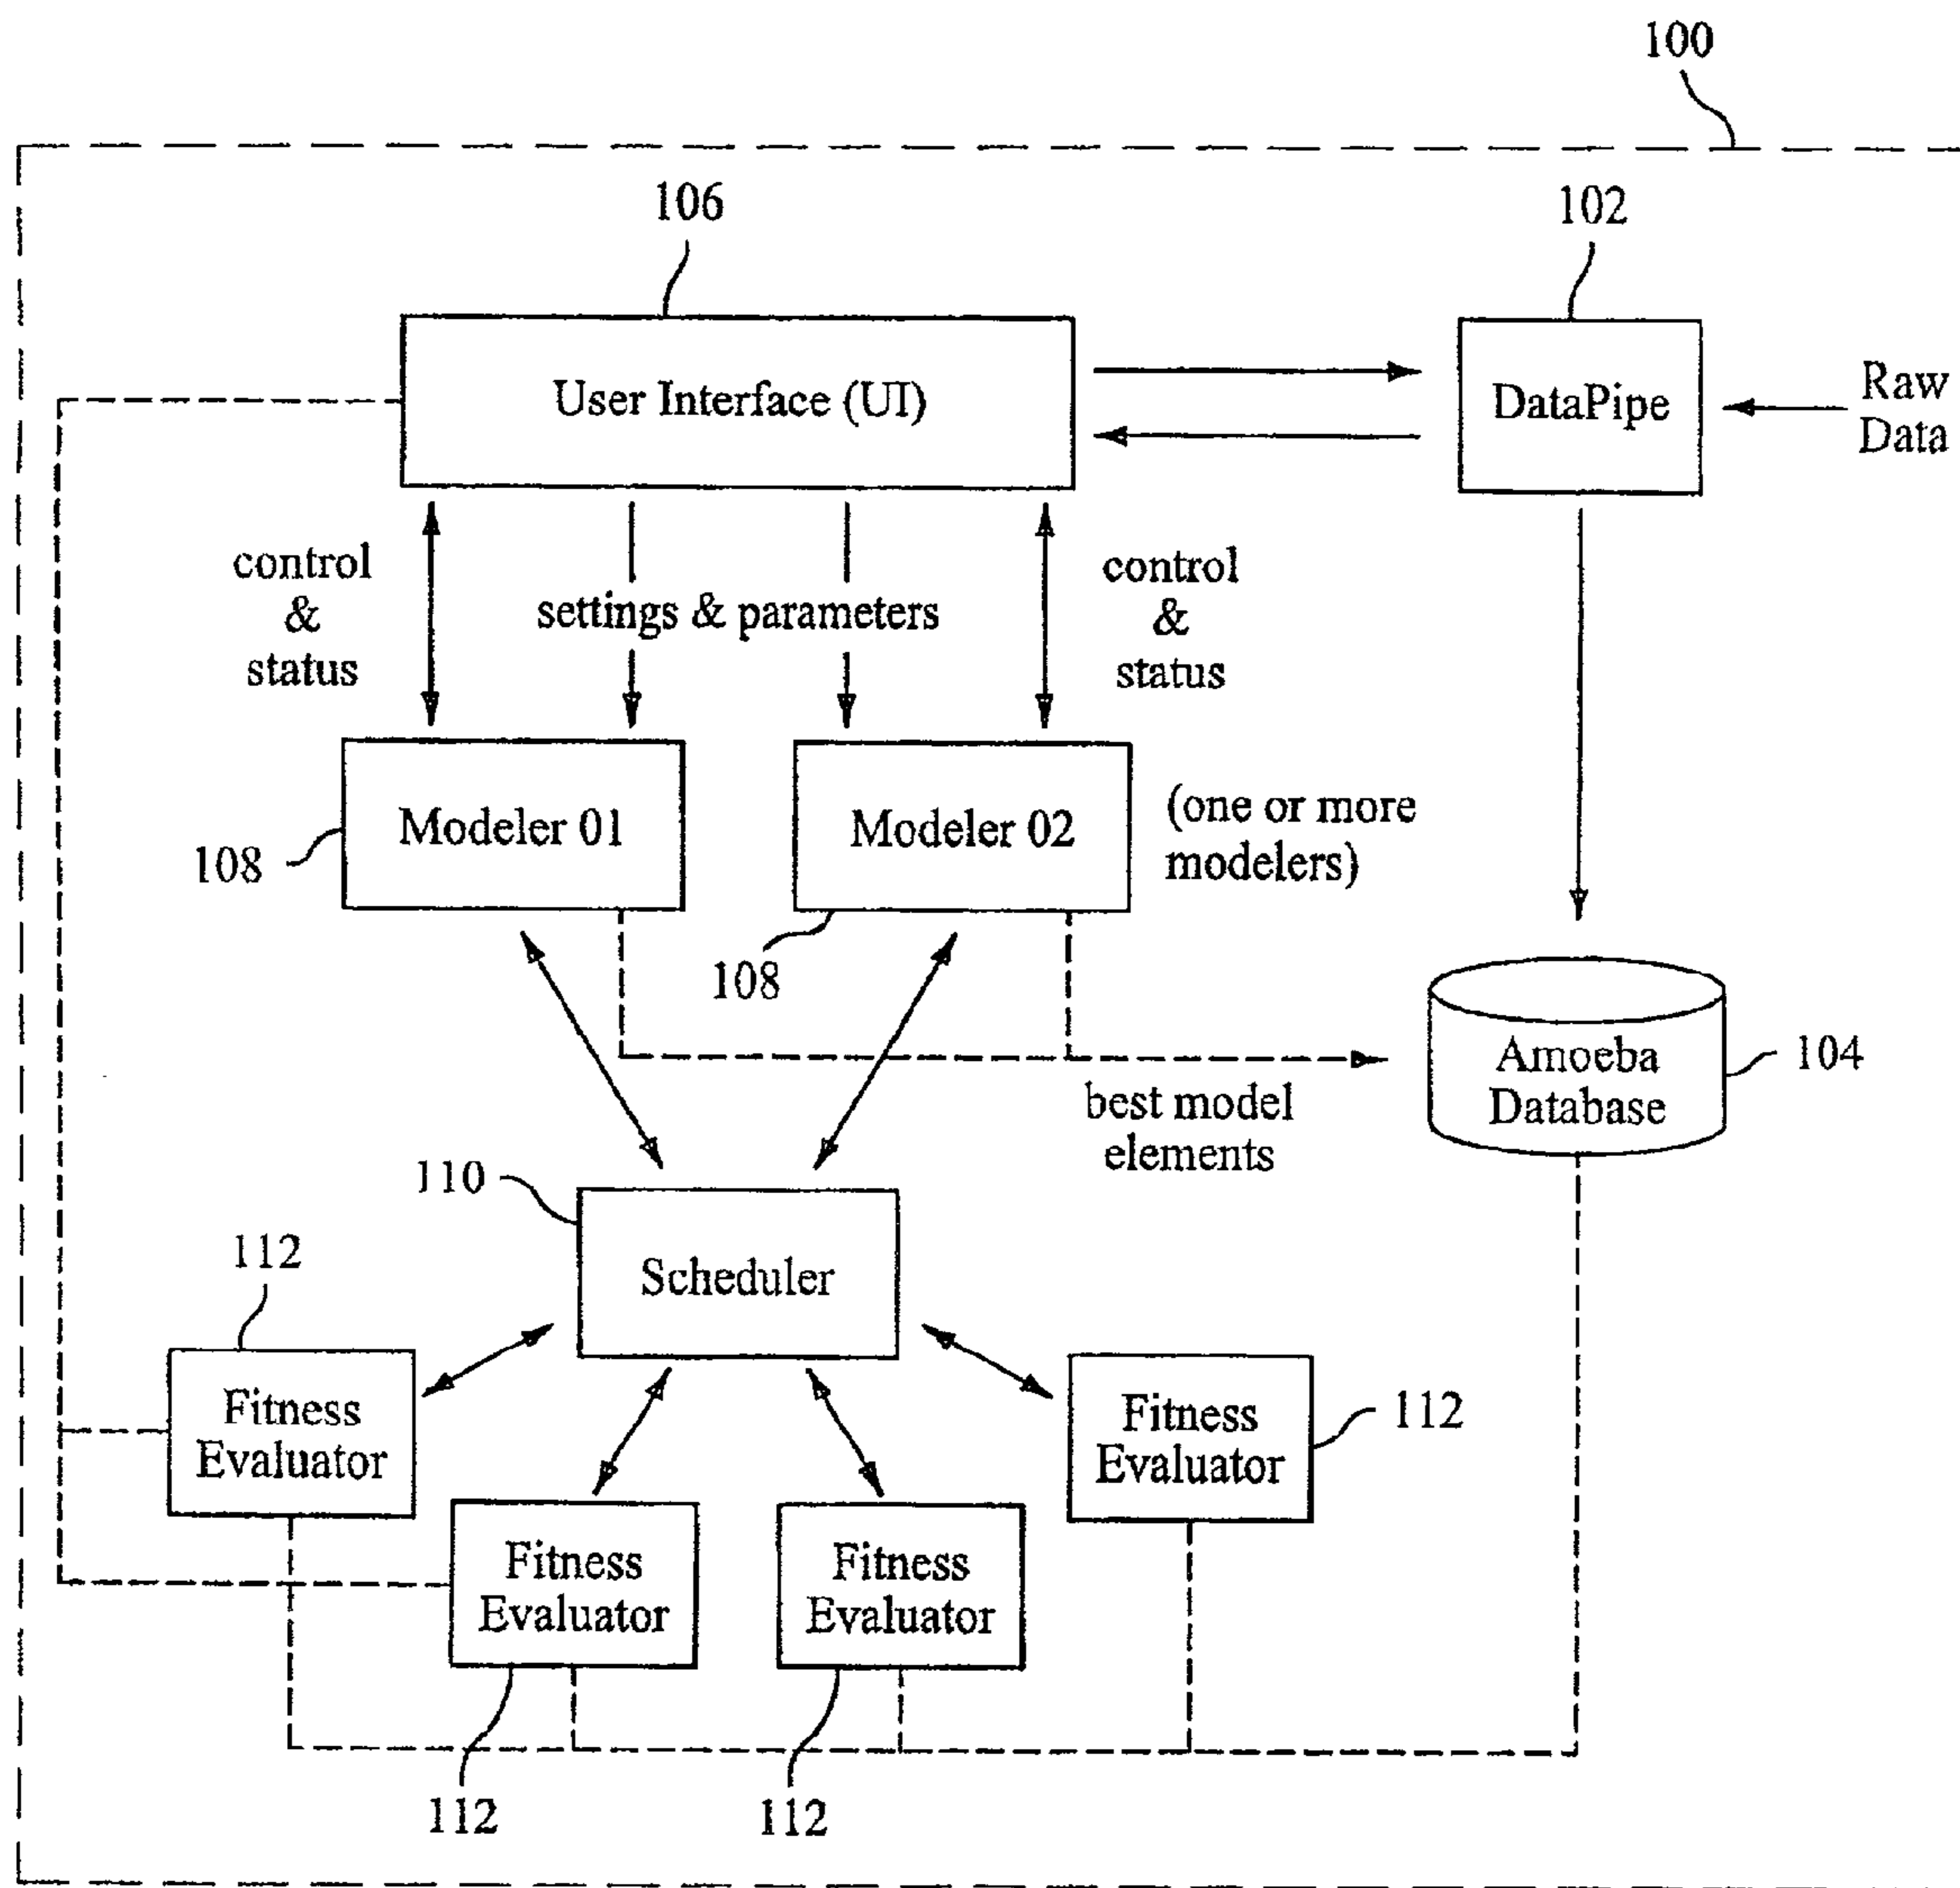 100
106
102
User Interface (UI)
DataPipe
Raw
Data
control
&
status
settings & parameters
control
&
status
Modeler 01
Modeler 02
(one or more
modelers)
108
108
Amoeba
Database
104
best model
elements
110
Scheduler
112
Fitness
Evaluator
Fitness
Evaluator
112
Fitness
Evaluator
Fitness
Evaluator
112
112